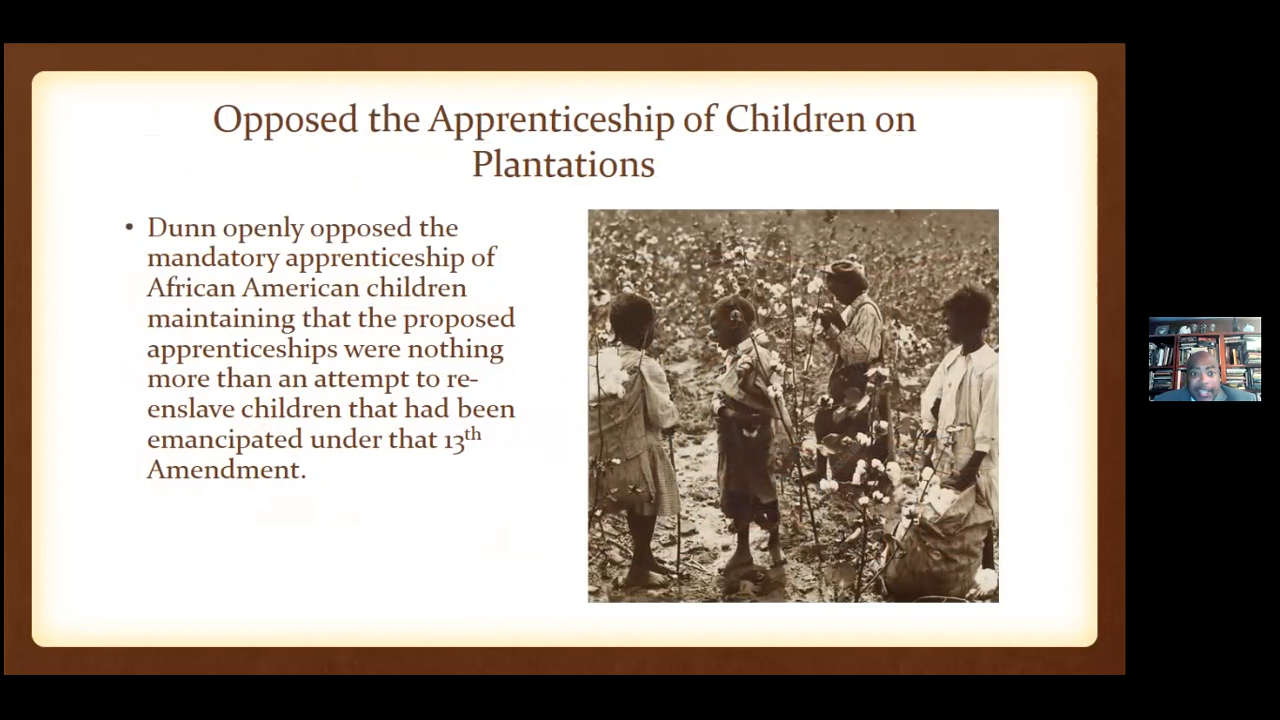 Opposed the Apprenticeship of Children on
Plantations
• Dunn openly opposed the
mandatory apprenticeship of
African American children
maintaining that the proposed
apprenticeships were nothing
more than an attempt to re-
enslave children that had been
emancipated under that 13th
Amendment.